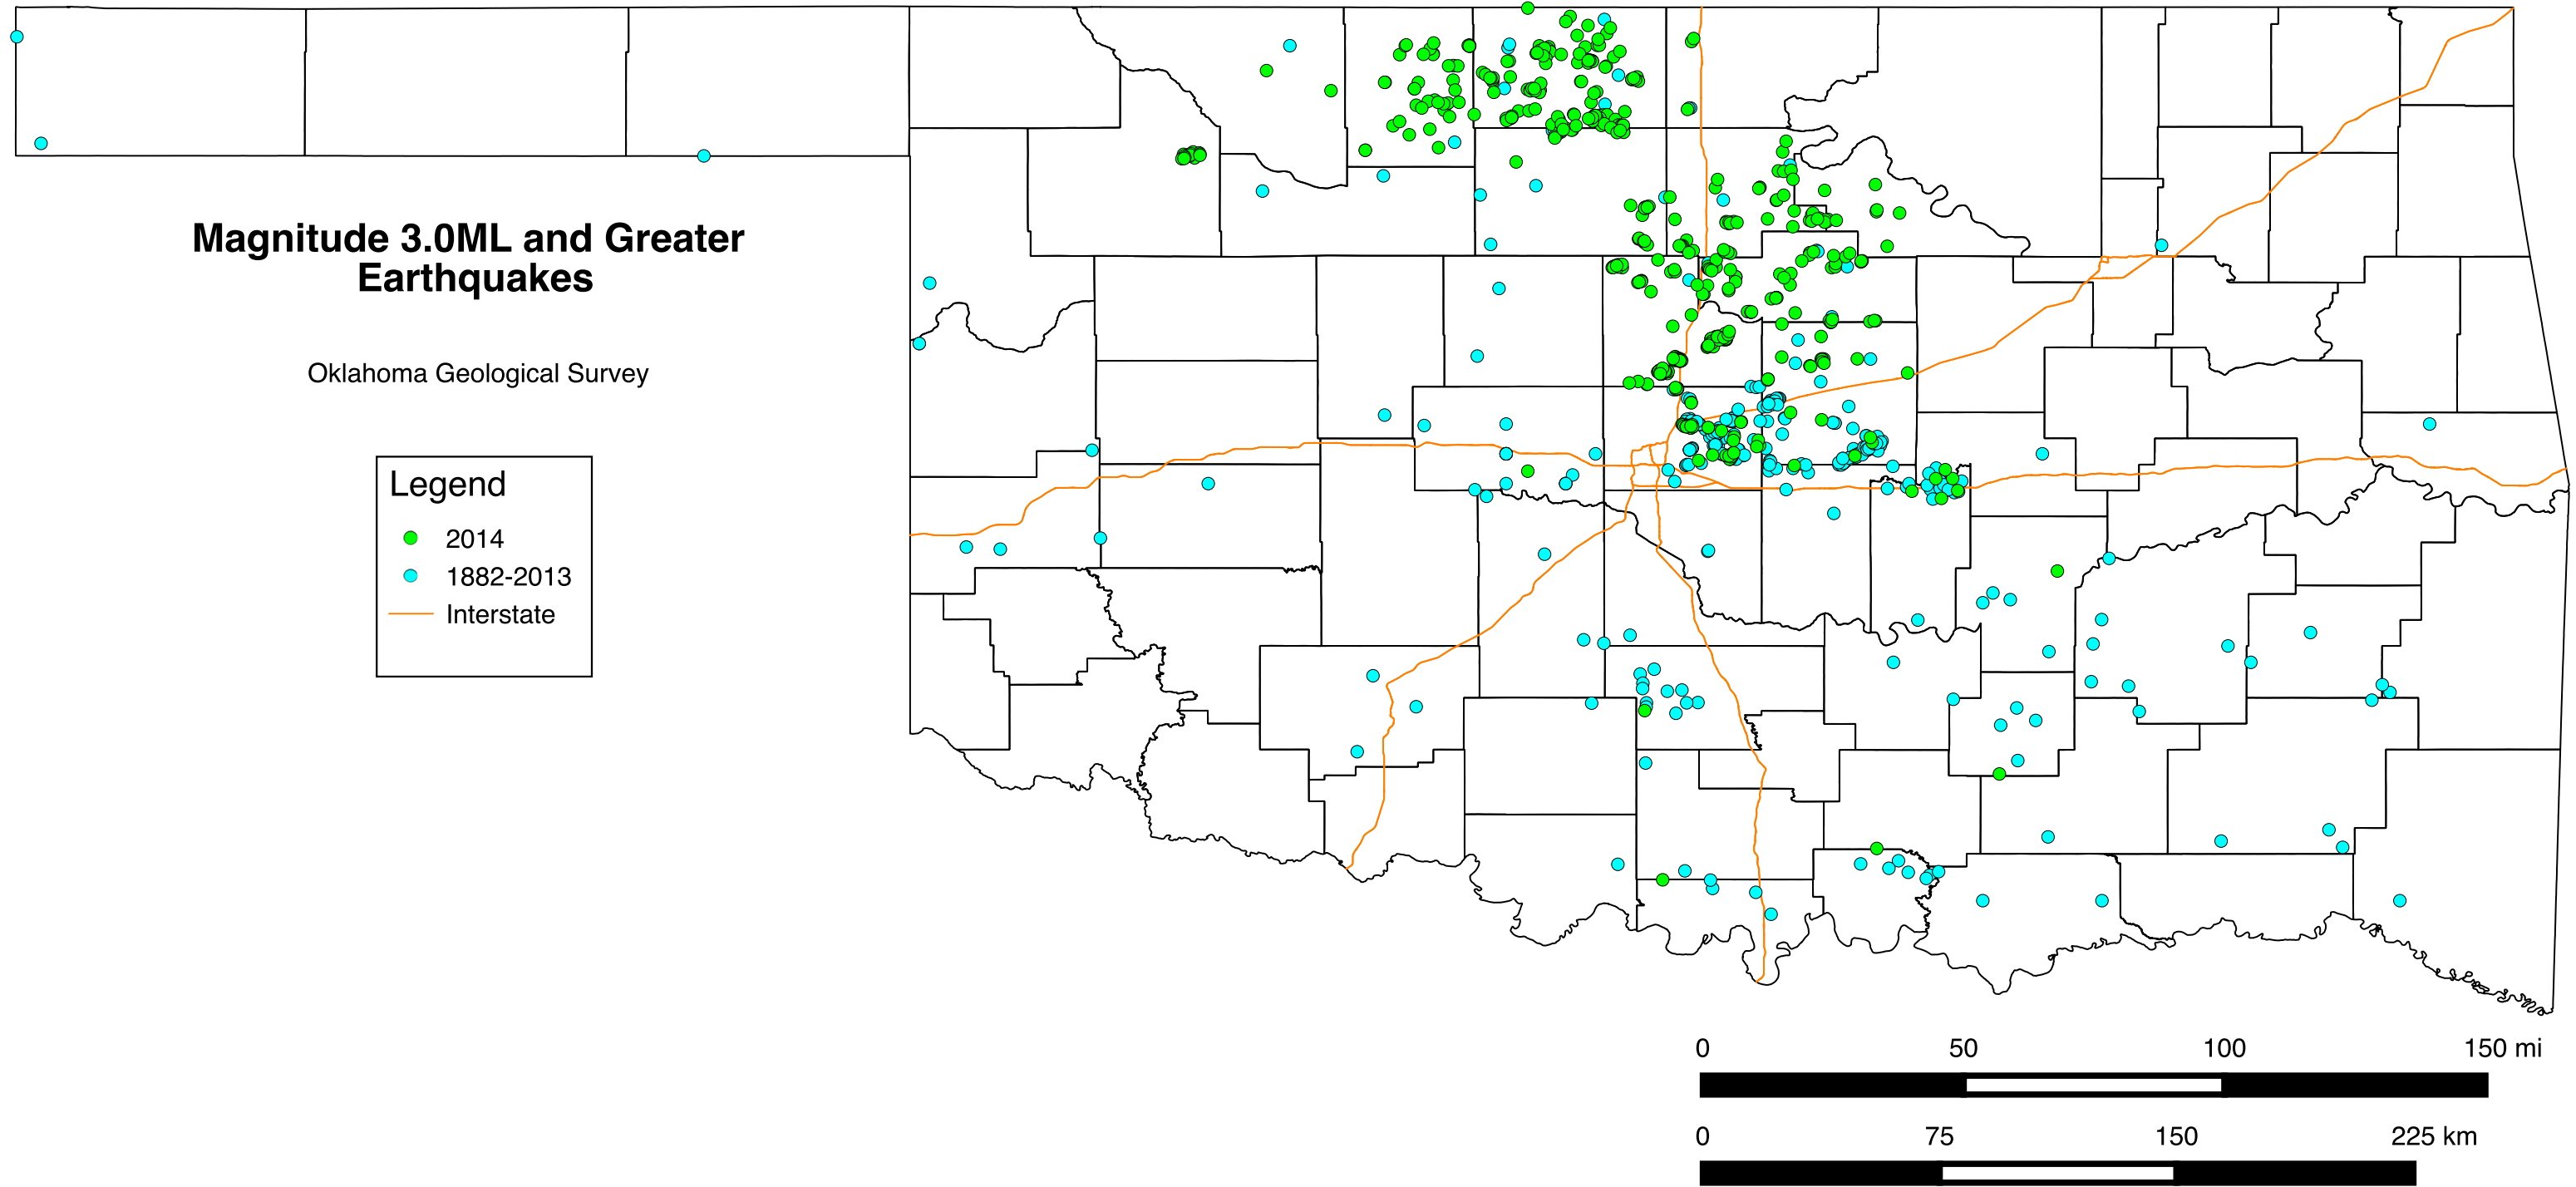 Magnitude 3.0ML and Greater
Earthquakes
Oklahoma Geological Survey
Legend
2014
1882-2013
Interstate
0 50 100 150 mi
0 75 150 225 km